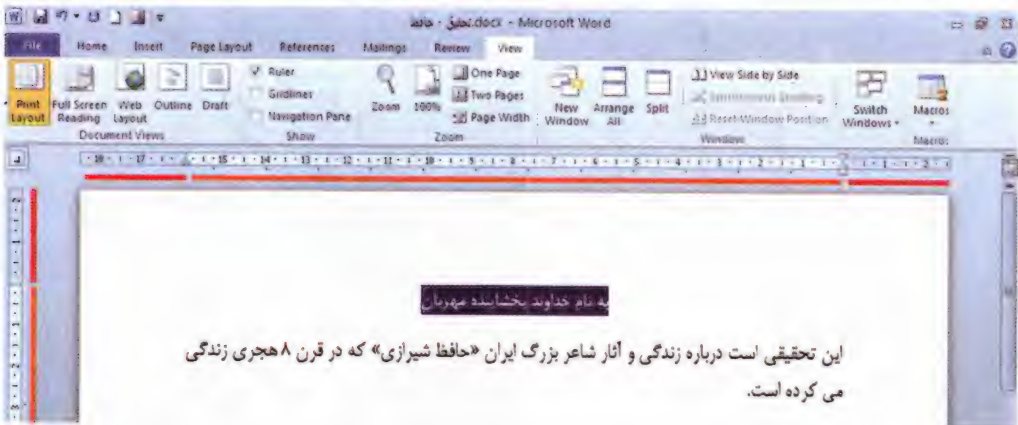 تحقیق - حافظ.docx - Microsoft Word
File Home Insert Page Layout References Mailings Review View
Print Layout
Full Screen Reading
Web Layout
Outline
Draft
Document Views
Ruler
Gridlines
Navigation Pane
Show
Zoom
100%
One Page
Two Pages
Page Width
Zoom
New Window
Arrange All
Split
View Side by Side
Synchronous Scrolling
Reset Window Position
Switch Windows
Window
Macros
Macros
به نام خداوند بخشاینده مهربان
این تحقیقی است درباره زندگی و آثار شاعر بزرگ ایران «حافظ شیرازی» که در قرن ۸ هجری زندگی
می کرده است.